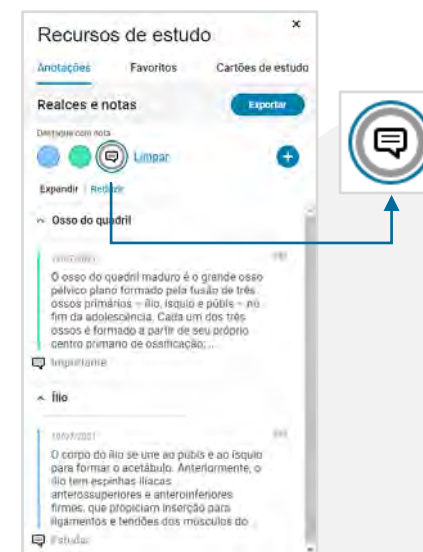 Recursos de estudo
Anotações Favoritos Cartões de estudo
Realces e notas Exportar
Destaque com nota
Limpar
Expandir | Reduzir
Osso do quadril
O osso do quadril maduro é o grande osso
pélvico plano formado pela fusão de três
ossos primários – ílio, ísquio e púbis – no
fim da adolescência. Cada um dos três
ossos é formado a partir de seu próprio
centro primário de ossificação; ...
Importante
Ílio
10/07/2021
O corpo do ílio se une ao púbis e ao ísquio
para formar o acetábulo. Anteriormente, o
ílio tem espinhas ilíacas
anterossuperiores e anteroinferiores
firmes, que propiciam inserção para
ligamentos e tendões dos músculos do
Estudar